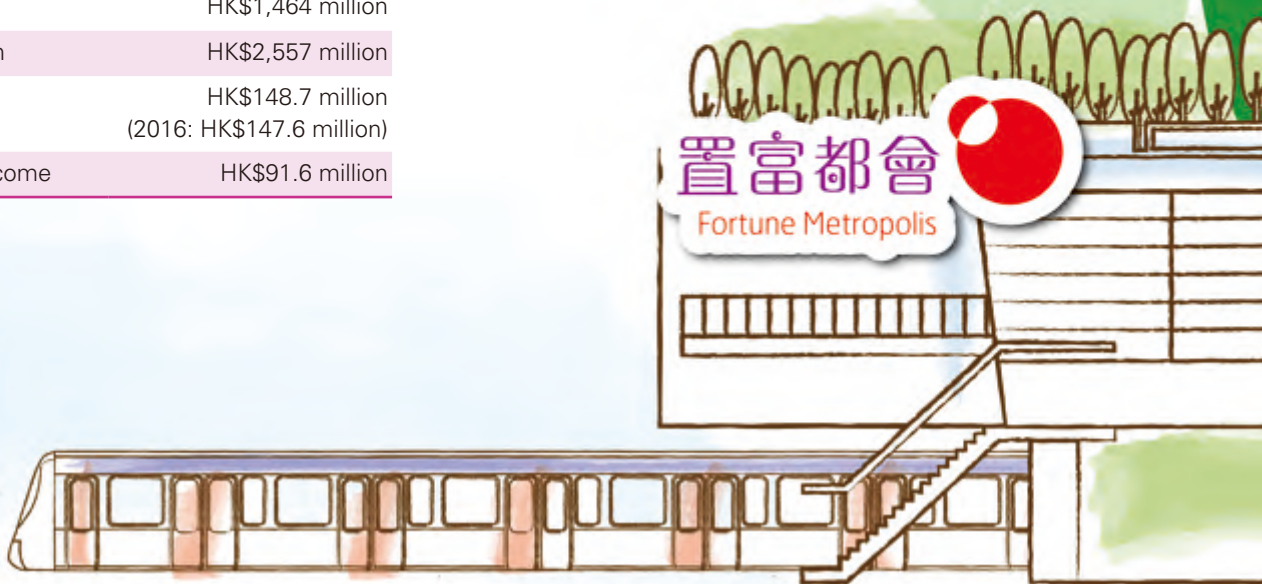 HK$1,464 million
HK$2,557 million
HK$148.7 million
(2016: HK$147.6 million)
HK$91.6 million
置富都會
Fortune Metropolis